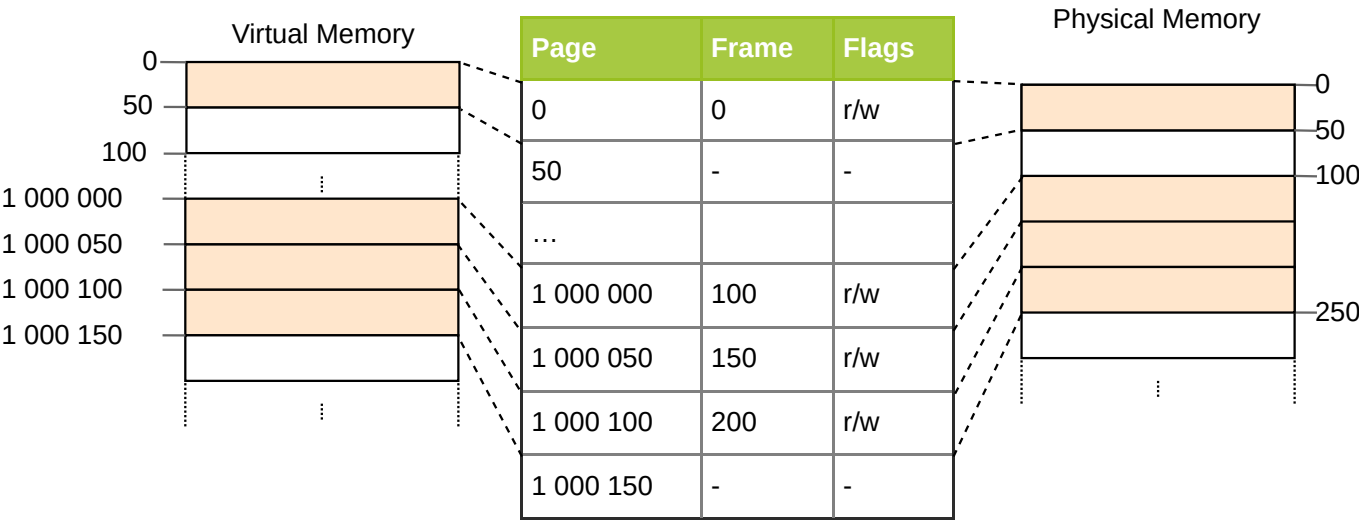 Virtual Memory
0
50
100
1 000 000
1 000 050
1 000 100
1 000 150
Page Frame Flags
0 0 r/w
50 - -
...
1 000 000 100 r/w
1 000 050 150 r/w
1 000 100 200 r/w
1 000 150 - -
Physical Memory
0
50
100
250